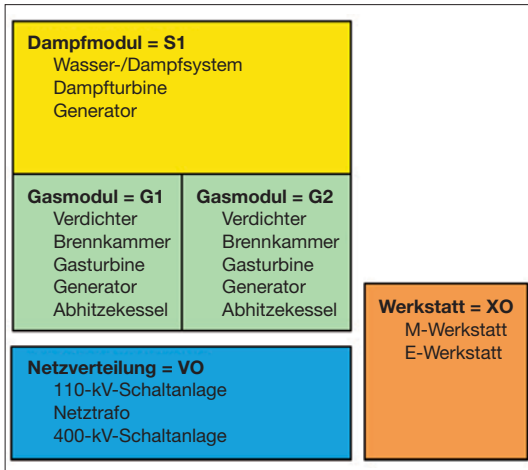 Dampfmodul = S1
Wasser-/Dampfsystem
Dampfturbine
Generator
Gasmodul = G1
Verdichter
Brennkammer
Gasturbine
Generator
Abhitzekessel
Gasmodul = G2
Verdichter
Brennkammer
Gasturbine
Generator
Abhitzekessel
Werkstatt = XO
M-Werkstatt
E-Werkstatt
Netzverteilung = VO
110-kV-Schaltanlage
Netztrafo
400-kV-Schaltanlage